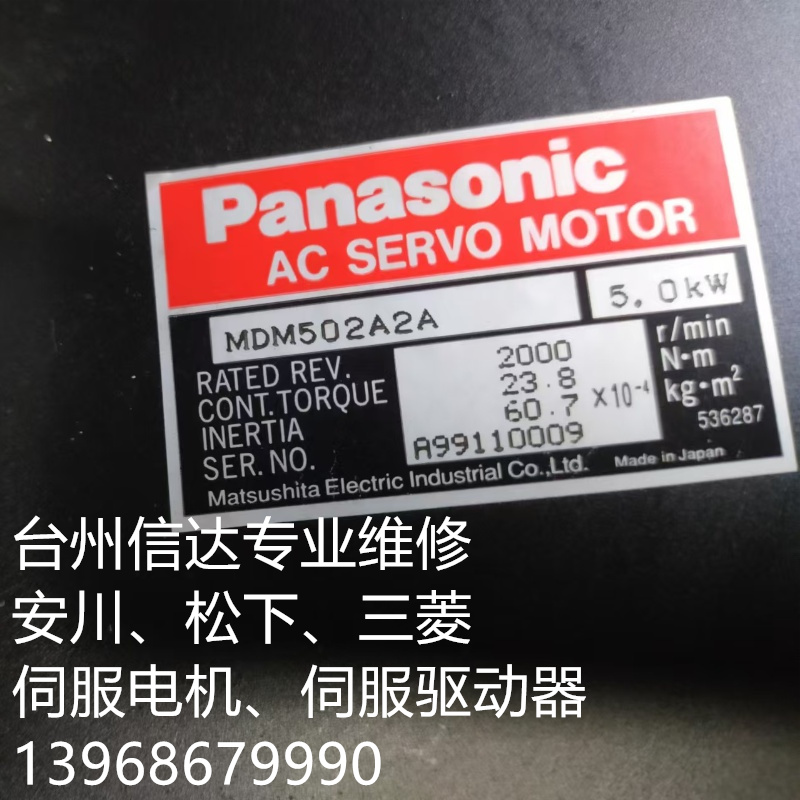 Panasonic
AC SERVO MOTOR
MDM502A2A 5.0kW
RATED REV. 2000 r/min
CONT.TORQUE 23.8 N·m
INERTIA 60.7 ×10⁻⁴ kg·m²
SER. NO. A99110009 536287
Matsushita Electric Industrial Co.,Ltd. Made in Japan
台州信达专业维修
安川、松下、三菱
伺服电机、伺服驱动器
13968679990